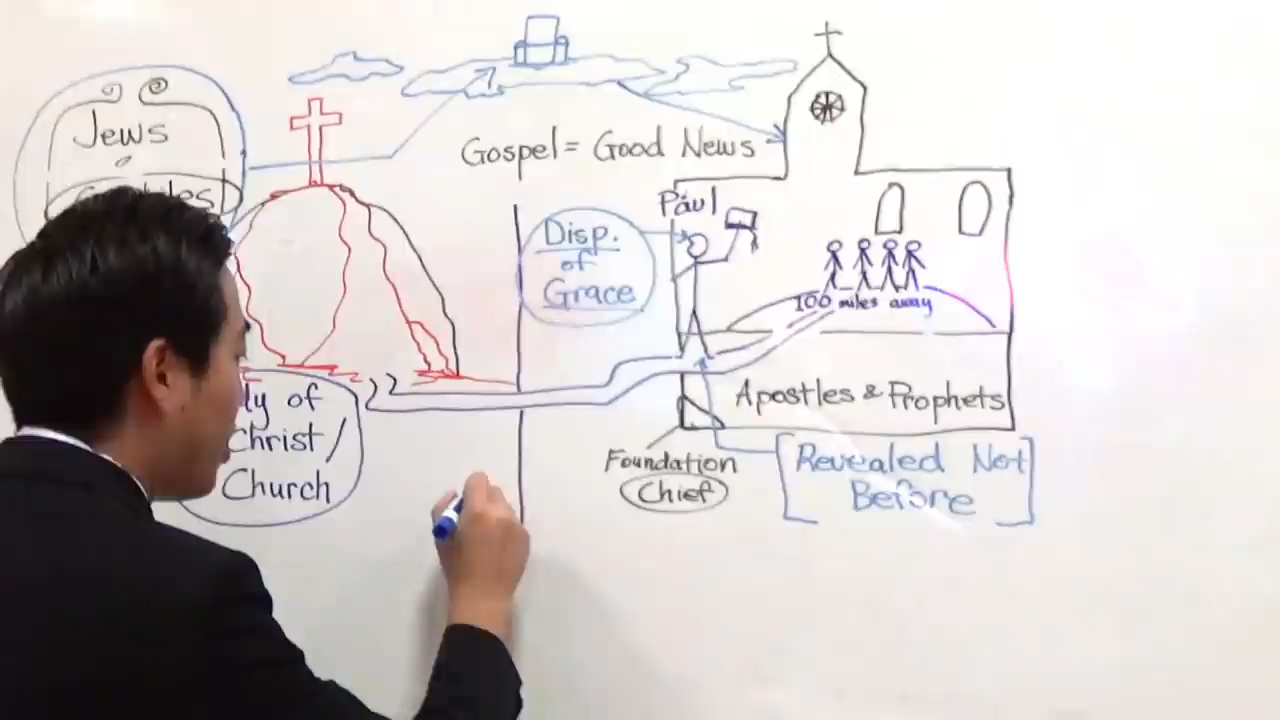 Jews
Gospel = Good News
Paul
Disp.
of
Grace
100 miles away
ly of
Christ /
Church
Apostles & Prophets
Foundation
Chief
[Revealed Not
Before]